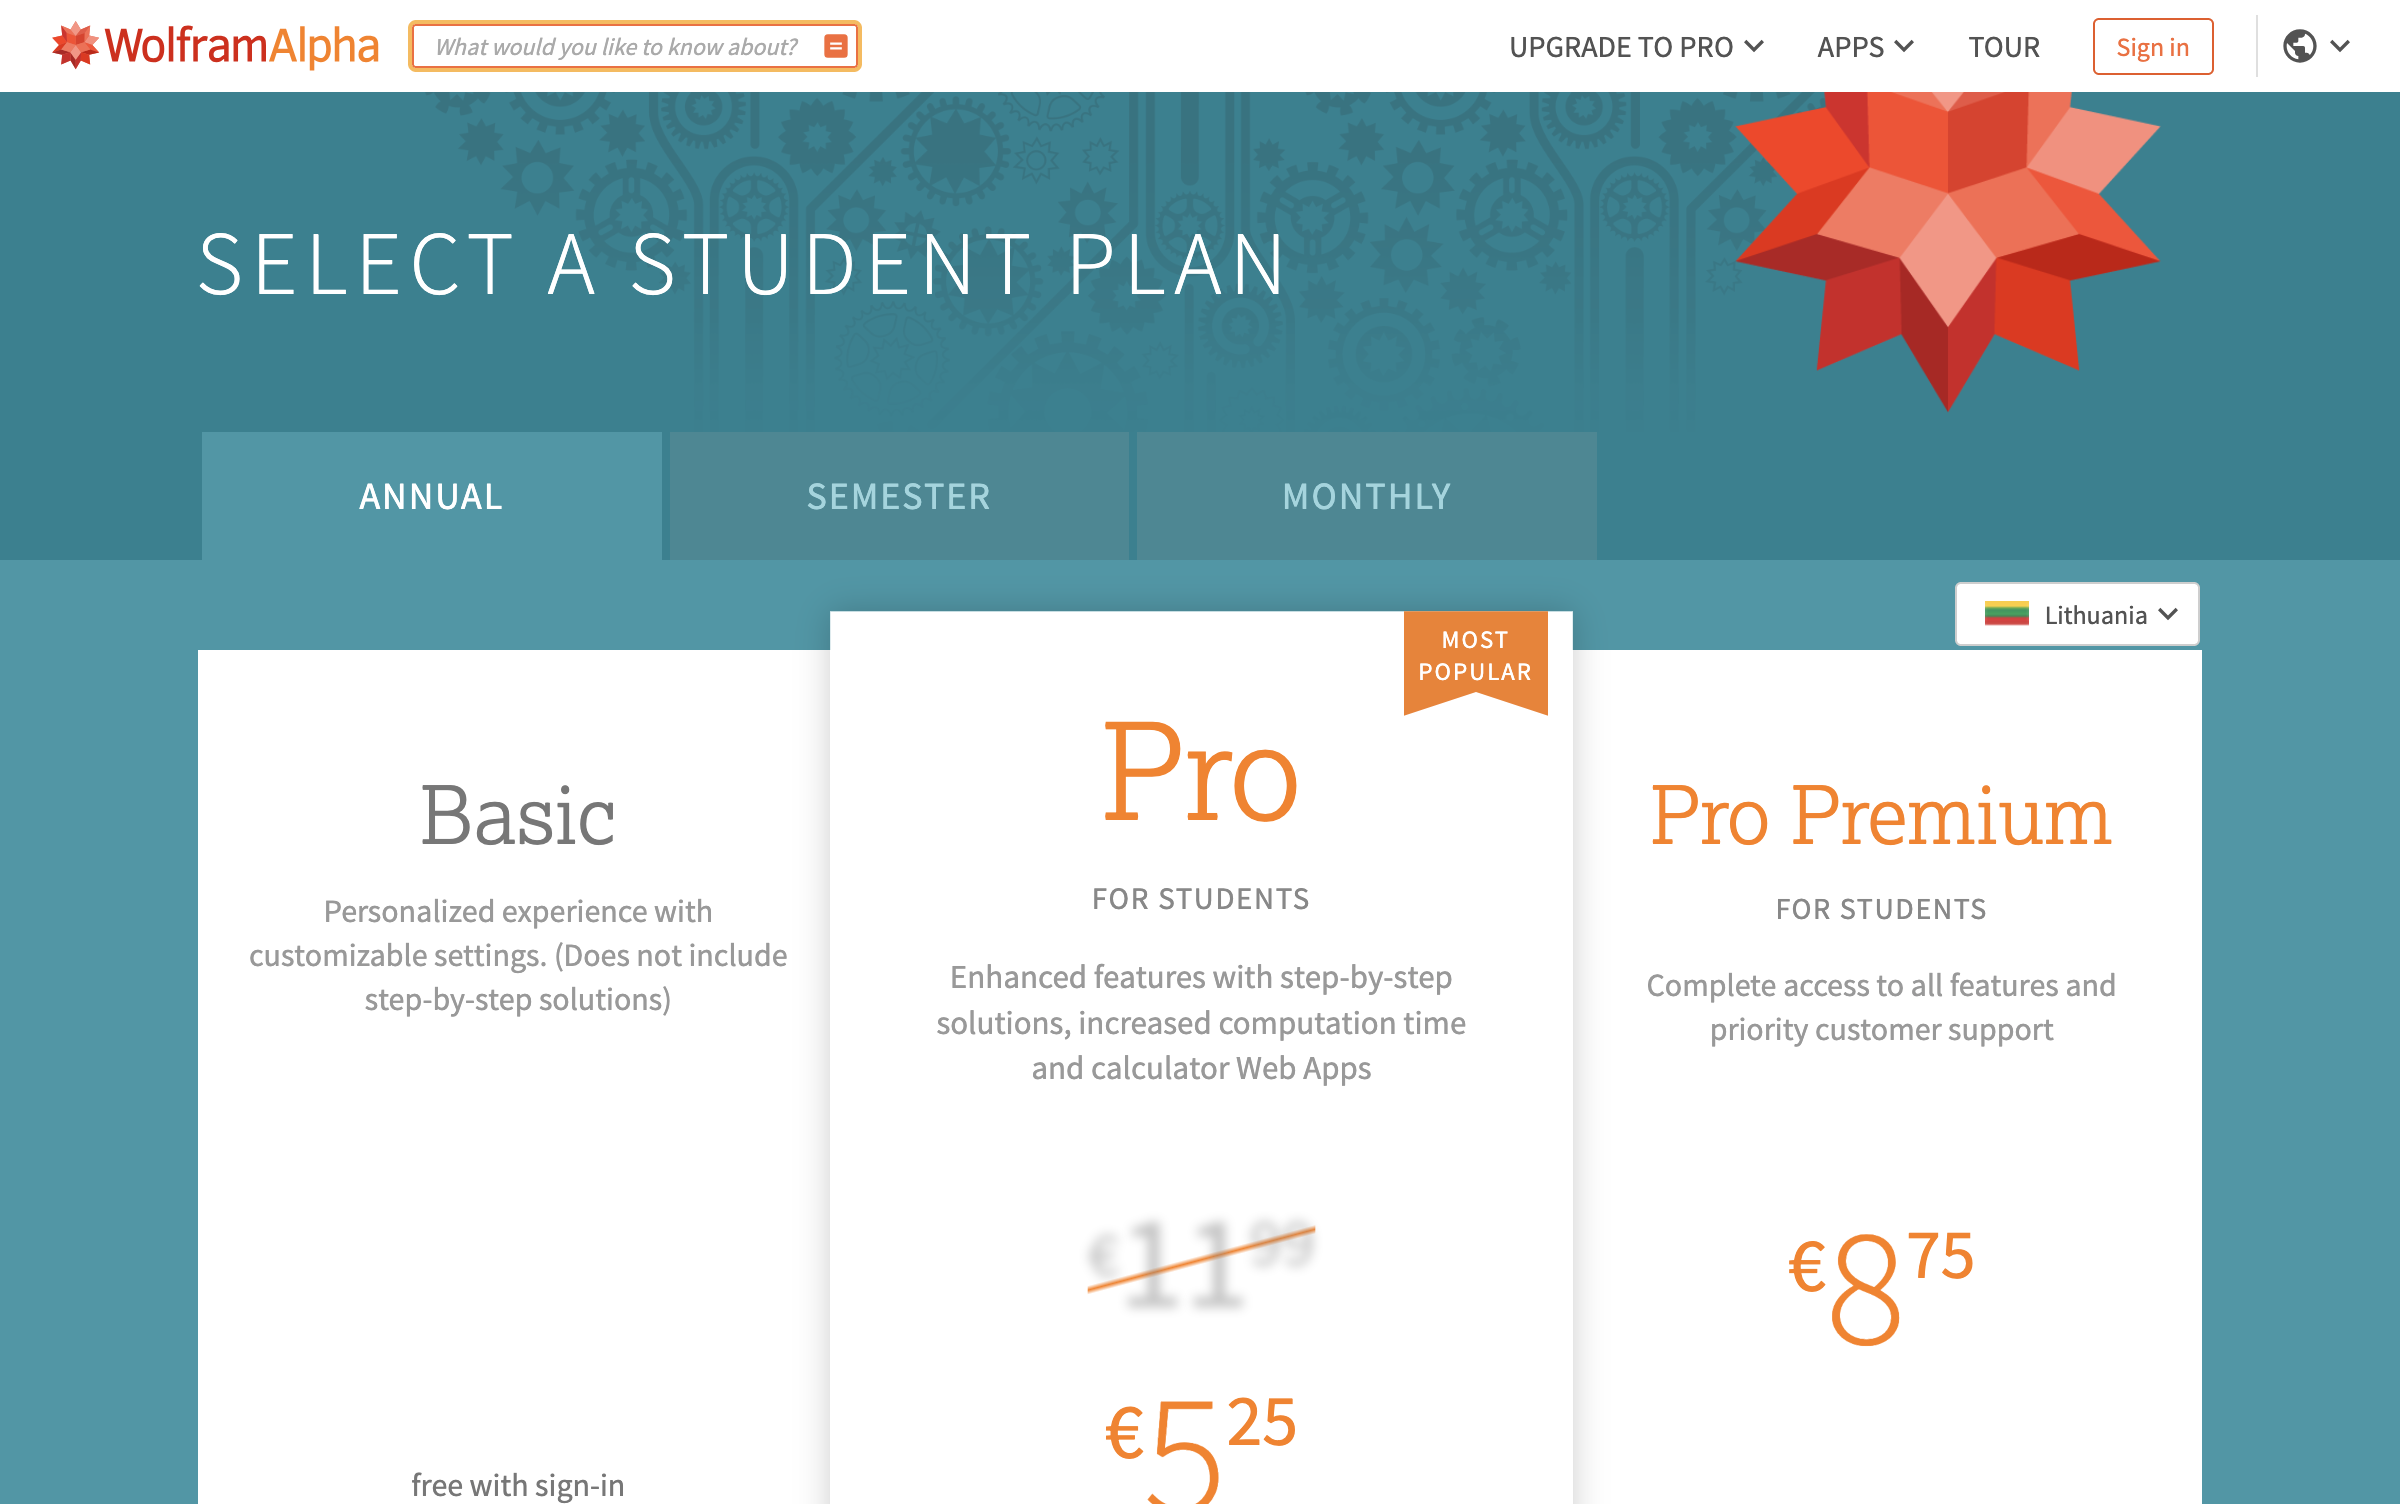 WolframAlpha
What would you like to know about?
UPGRADE TO PRO
APPS
TOUR
Sign in
SELECT A STUDENT PLAN
ANNUAL
SEMESTER
MONTHLY
Lithuania
Basic
Personalized experience with
customizable settings. (Does not include
step-by-step solutions)
free with sign-in
MOST
POPULAR
Pro
FOR STUDENTS
Enhanced features with step-by-step
solutions, increased computation time
and calculator Web Apps
€11 99
€5 25
Pro Premium
FOR STUDENTS
Complete access to all features and
priority customer support
€8 75